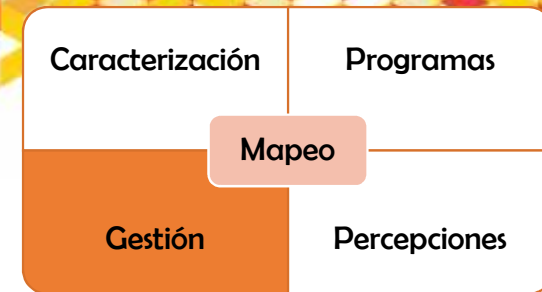 Caracterización
Programas
Mapeo
Gestión
Percepciones